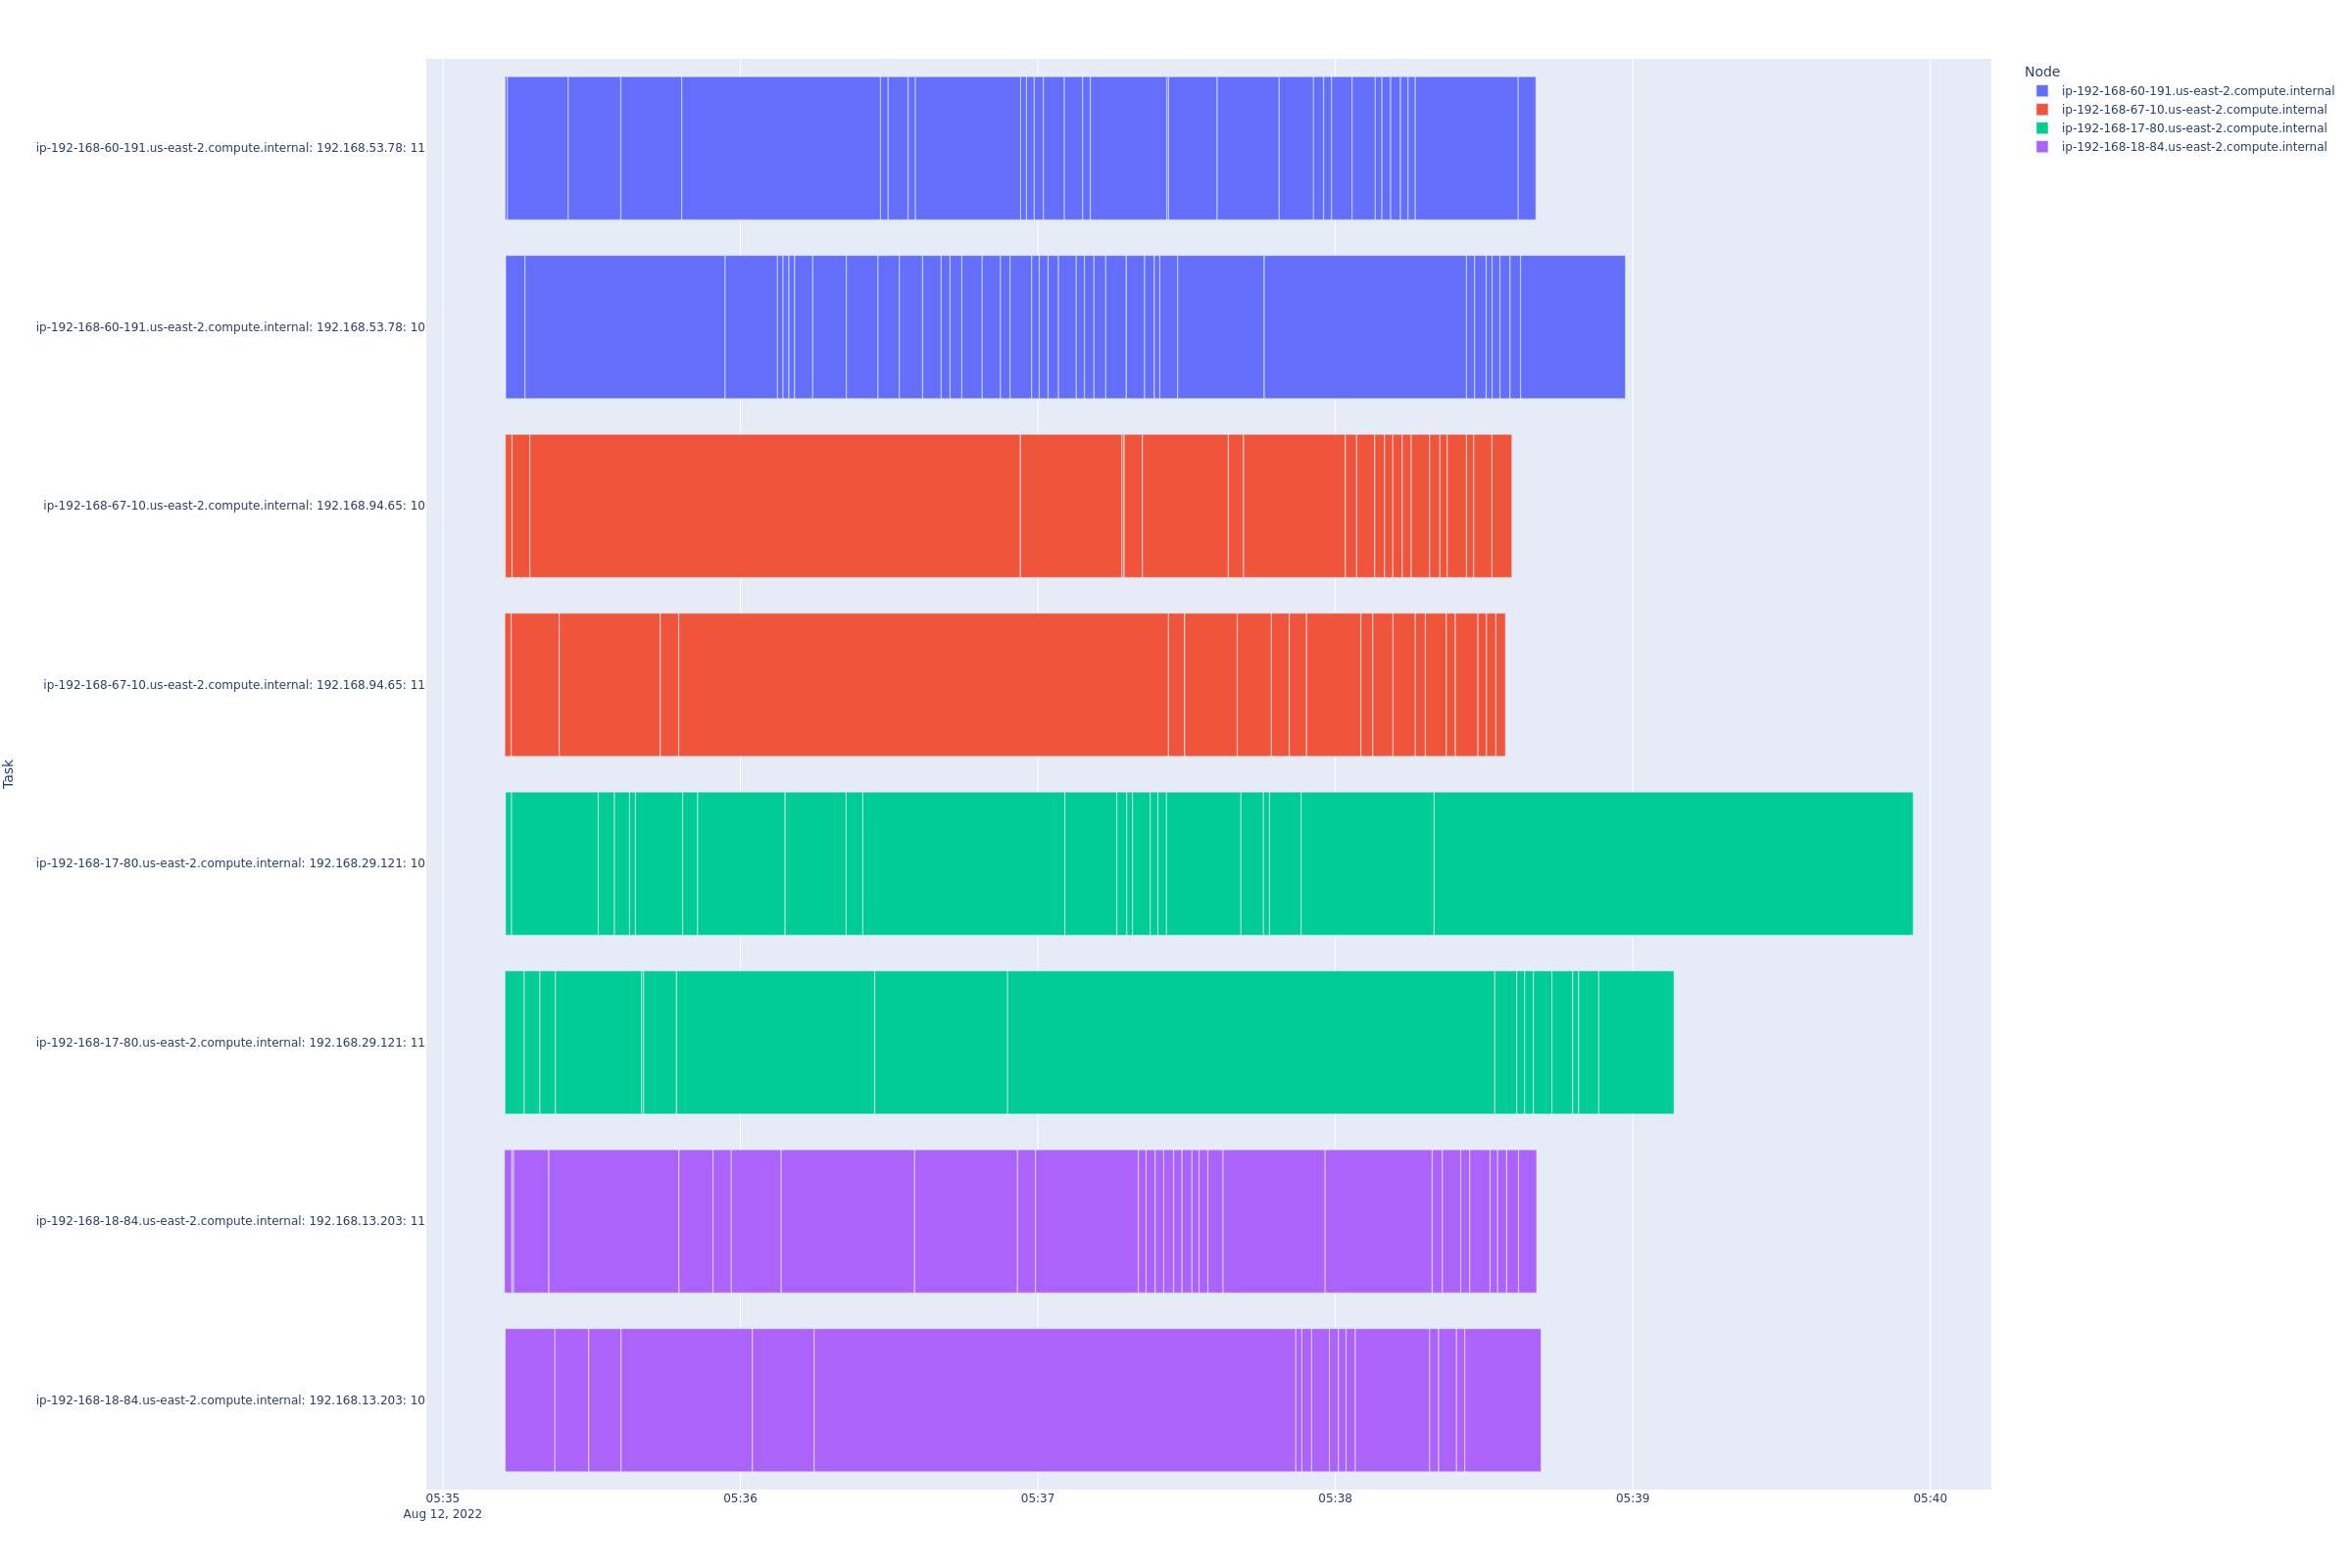 Node
ip-192-168-60-191.us-east-2.compute.internal
ip-192-168-67-10.us-east-2.compute.internal
ip-192-168-17-80.us-east-2.compute.internal
ip-192-168-18-84.us-east-2.compute.internal
ip-192-168-60-191.us-east-2.compute.internal: 192.168.53.78: 11
ip-192-168-60-191.us-east-2.compute.internal: 192.168.53.78: 10
ip-192-168-67-10.us-east-2.compute.internal: 192.168.94.65: 10
ip-192-168-67-10.us-east-2.compute.internal: 192.168.94.65: 11
Task
ip-192-168-17-80.us-east-2.compute.internal: 192.168.29.121: 10
ip-192-168-17-80.us-east-2.compute.internal: 192.168.29.121: 11
ip-192-168-18-84.us-east-2.compute.internal: 192.168.13.203: 11
ip-192-168-18-84.us-east-2.compute.internal: 192.168.13.203: 10
05:35 05:36 05:37 05:38 05:39 05:40
Aug 12, 2022